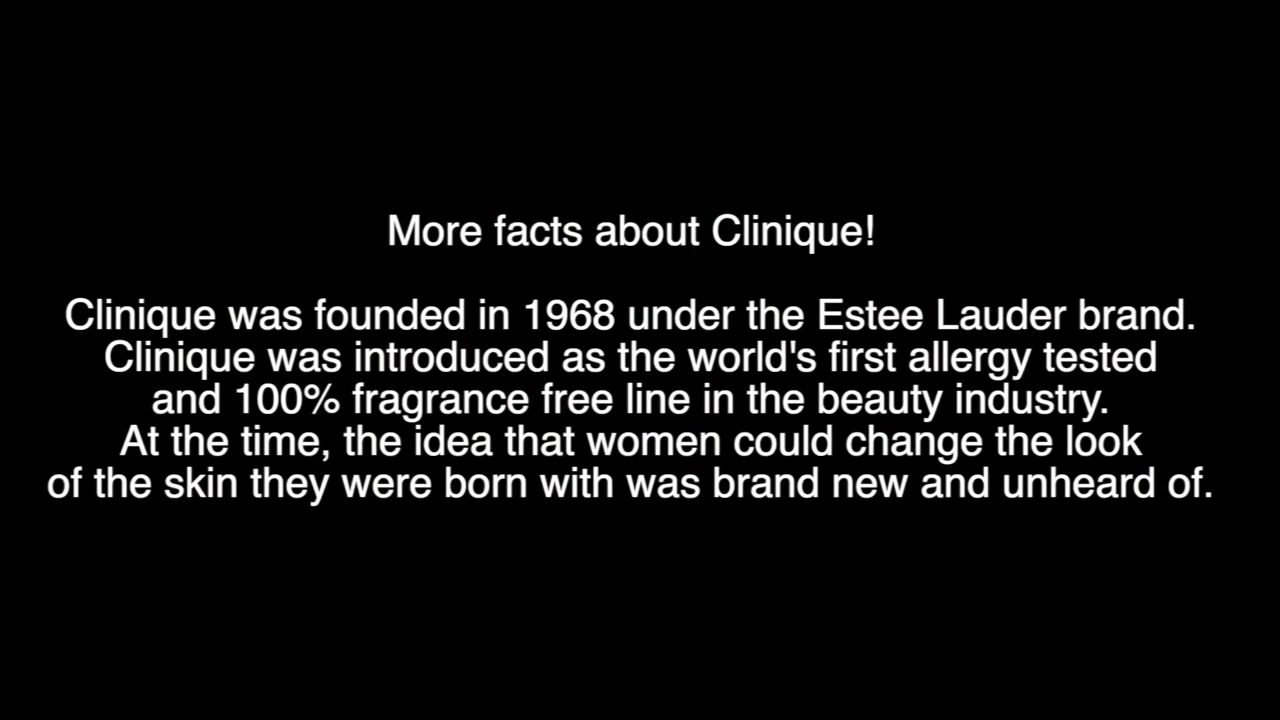 More facts about Clinique!
Clinique was founded in 1968 under the Estee Lauder brand.
Clinique was introduced as the world's first allergy tested
and 100% fragrance free line in the beauty industry.
At the time, the idea that women could change the look
of the skin they were born with was brand new and unheard of.